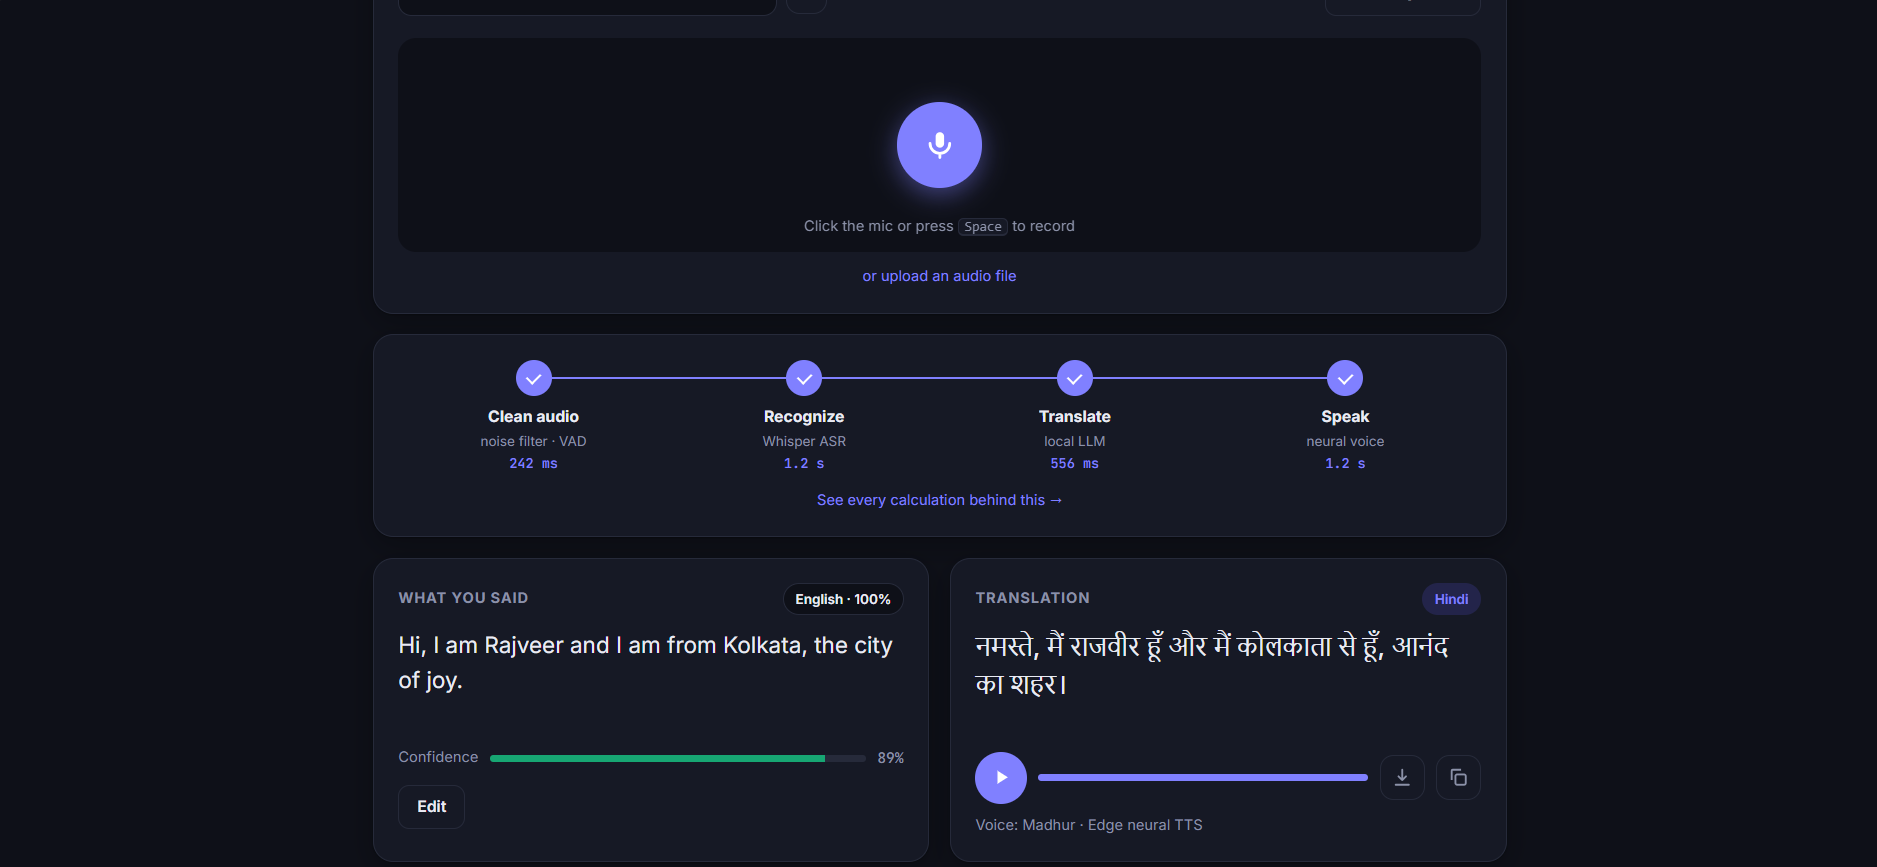 Click the mic or press Space to record
or upload an audio file
Clean audio
noise filter · VAD
242 ms
Recognize
Whisper ASR
1.2 s
Translate
local LLM
556 ms
Speak
neural voice
1.2 s
See every calculation behind this →
WHAT YOU SAID
English · 100%
Hi, I am Rajveer and I am from Kolkata, the city
of joy.
Confidence
89%
Edit
TRANSLATION
Hindi
नमस्ते, मैं राजवीर हूँ और मैं कोलकाता से हूँ, आनंद
का शहर।
Voice: Madhur · Edge neural TTS